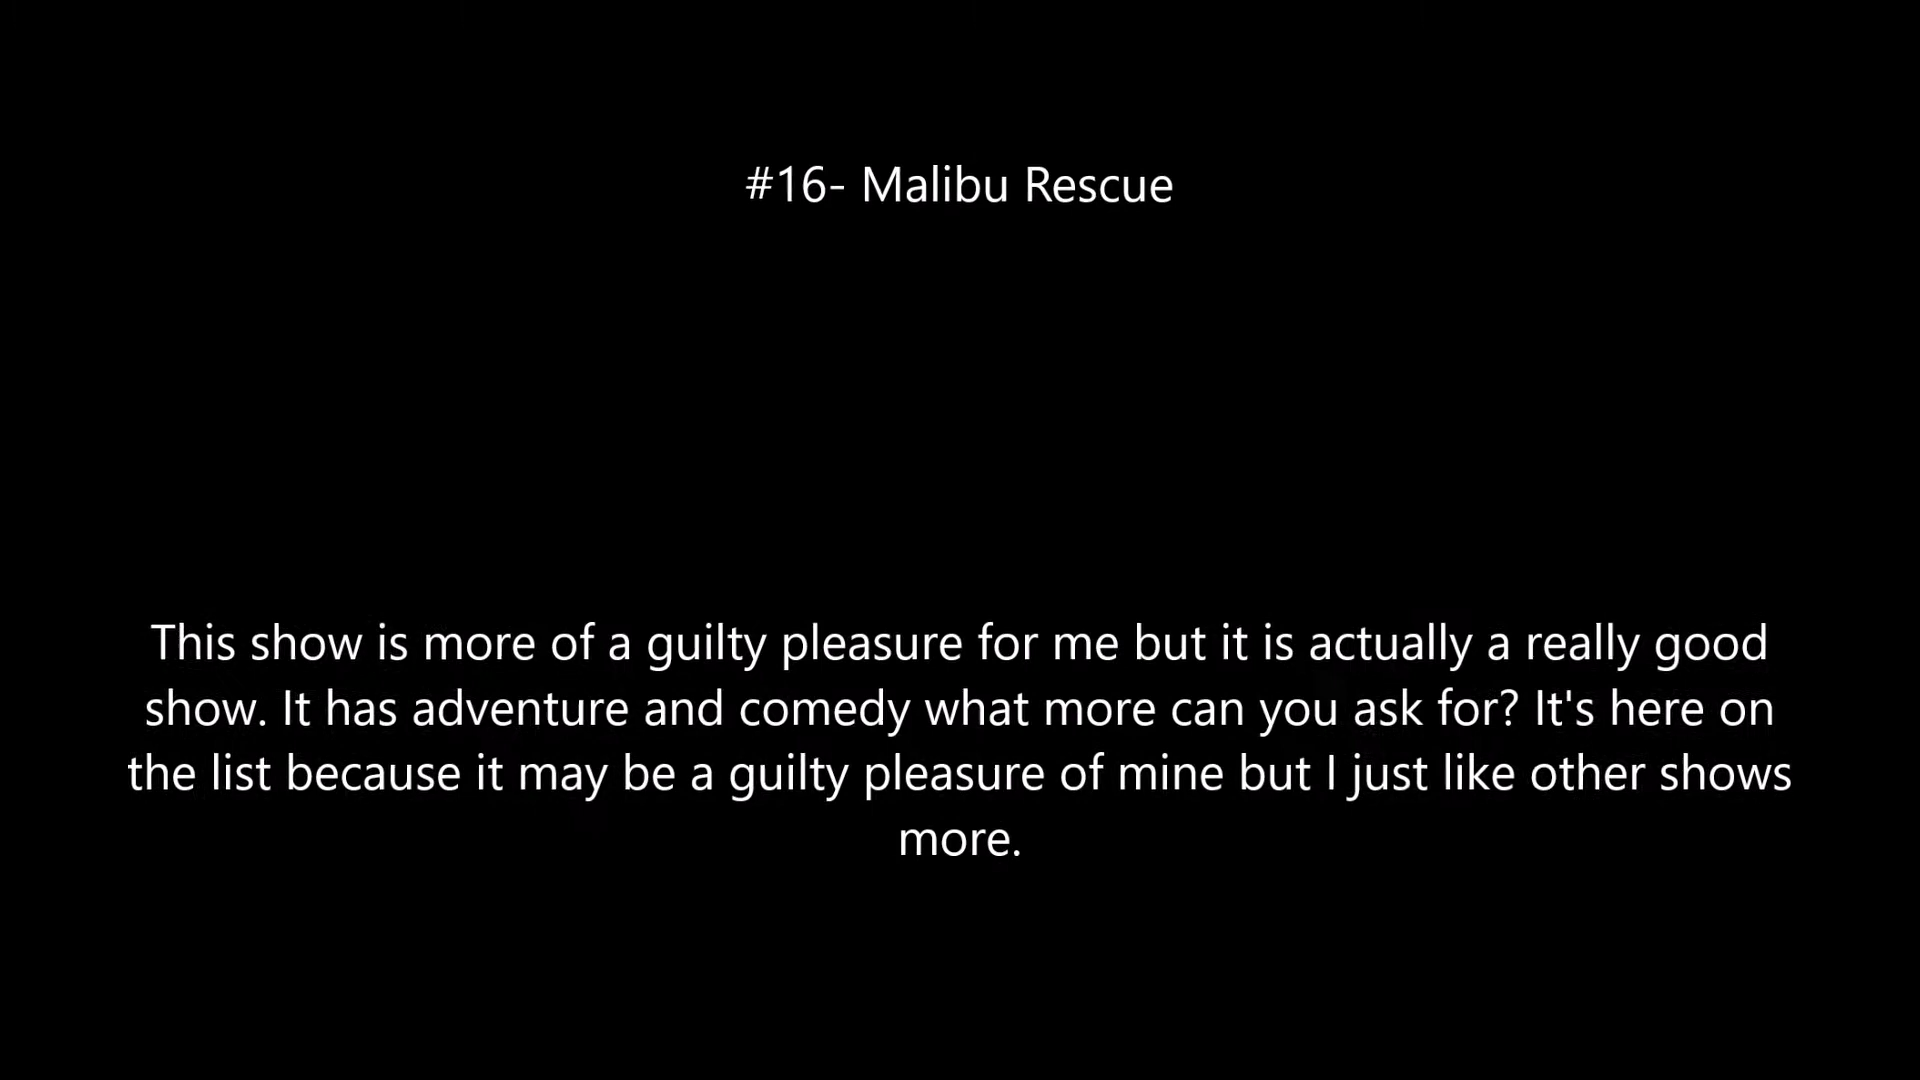 #16- Malibu Rescue
This show is more of a guilty pleasure for me but it is actually a really good
show. It has adventure and comedy what more can you ask for? It's here on
the list because it may be a guilty pleasure of mine but I just like other shows
more.